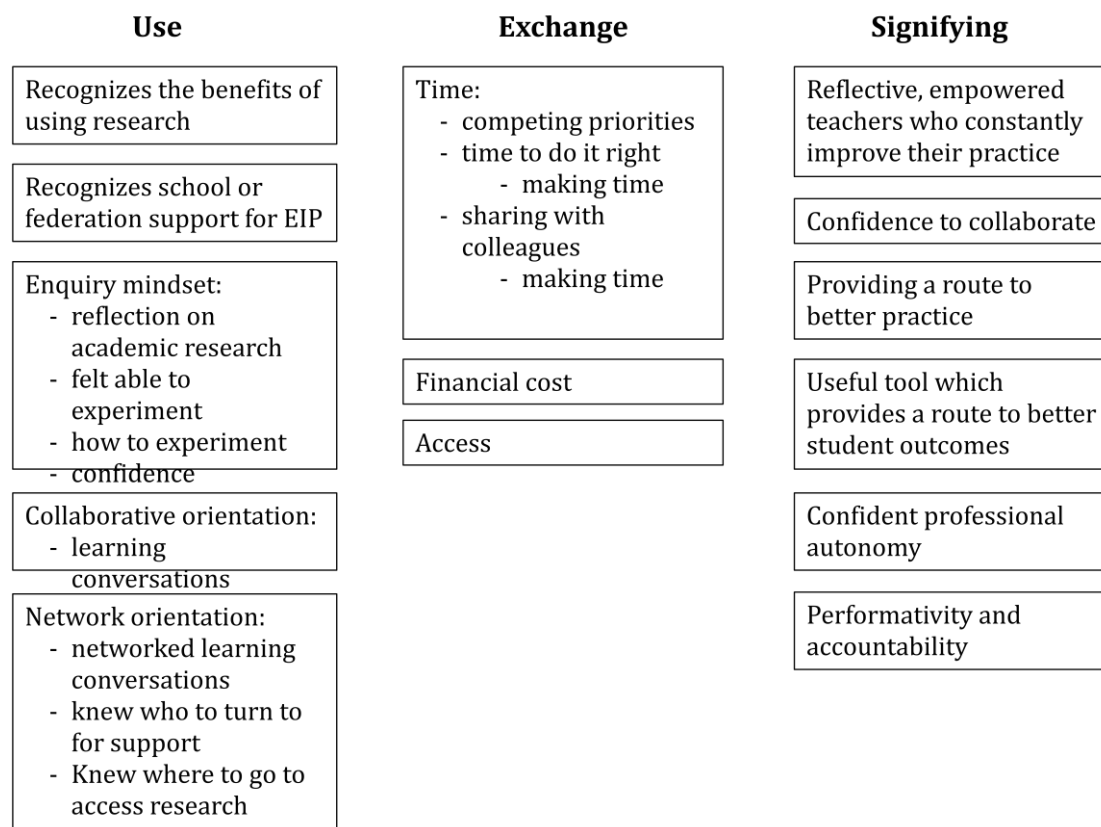 Use
Recognizes the benefits of
using research
Recognizes school or
federation support for EIP
Enquiry mindset:
- reflection on
academic research
- felt able to
experiment
- how to experiment
- confidence
Collaborative orientation:
- learning
conversations
Network orientation:
- networked learning
conversations
- knew who to turn to
for support
- Knew where to go to
access research
Exchange
Time:
- competing priorities
- time to do it right
- making time
- sharing with
colleagues
- making time
Financial cost
Access
Signifying
Reflective, empowered
teachers who constantly
improve their practice
Confidence to collaborate
Providing a route to
better practice
Useful tool which
provides a route to better
student outcomes
Confident professional
autonomy
Performativity and
accountability